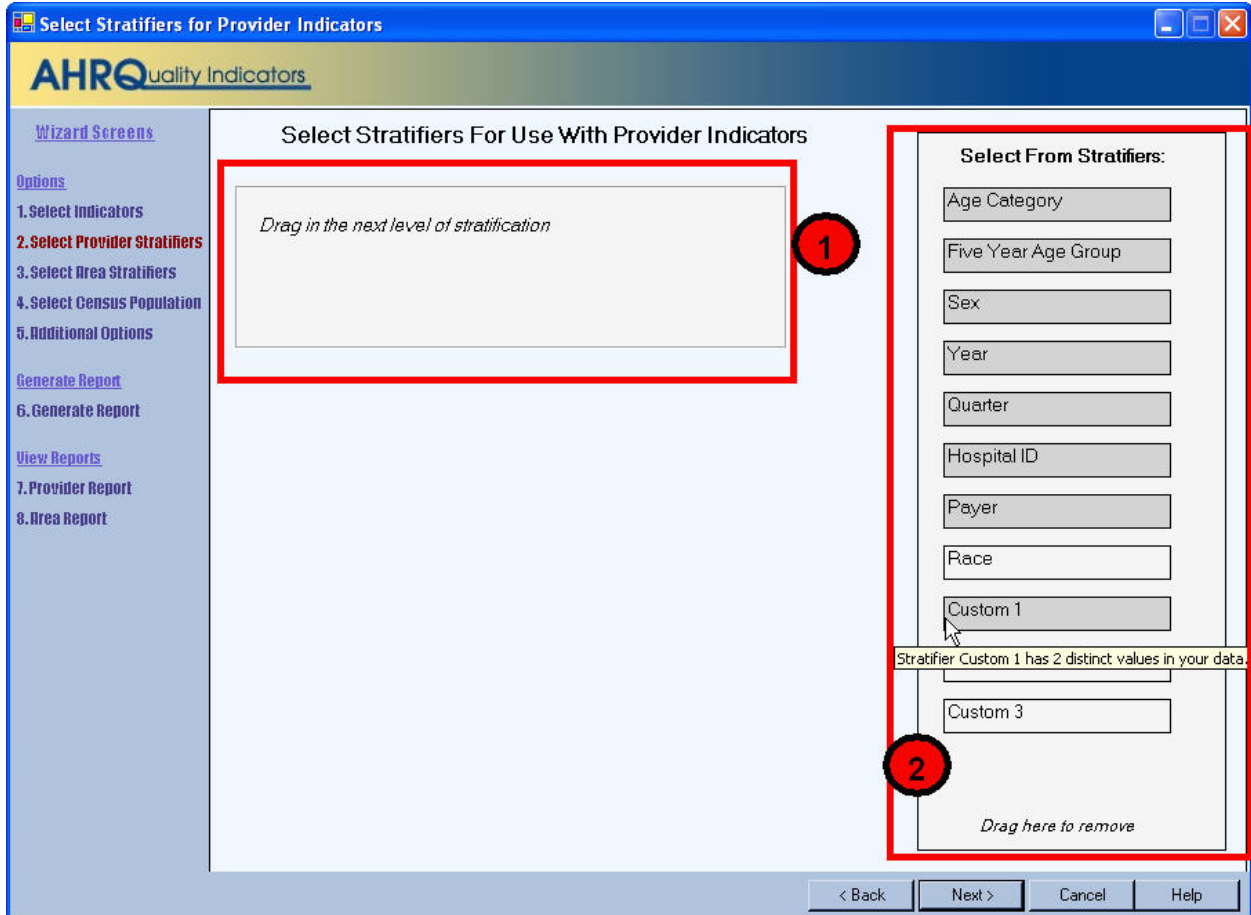 Select Stratifiers for Provider Indicators
AHRQuality Indicators
Wizard Screens
Options
1.Select Indicators
2.Select Provider Stratifiers
3.Select Area Stratifiers
4.Select Census Population
5.Additional Options
Generate Report
6.Generate Report
View Reports
7.Provider Report
8.Area Report
Select Stratifiers For Use With Provider Indicators
Drag in the next level of stratification
1
Select From Stratifiers:
Age Category
Five Year Age Group
Sex
Year
Quarter
Hospital ID
Payer
Race
Custom 1
Stratifier Custom 1 has 2 distinct values in your data.
Custom 3
2
Drag here to remove
< Back
Next >
Cancel
Help